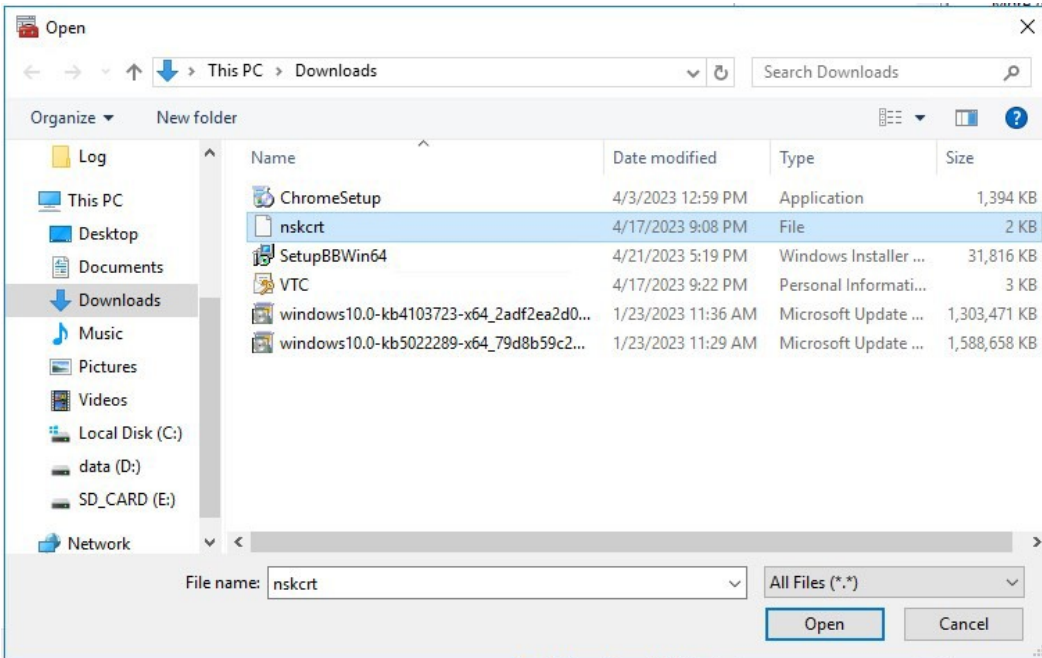 Open
This PC > Downloads
Search Downloads
Organize
New folder
Log
This PC
Desktop
Documents
Downloads
Music
Pictures
Videos
Local Disk (C:)
data (D:)
SD_CARD (E:)
Network
Name Date modified Type Size
ChromeSetup 4/3/2023 12:59 PM Application 1,394 KB
nskcrt 4/17/2023 9:08 PM File 2 KB
SetupBBWin64 4/21/2023 5:19 PM Windows Installer ... 31,816 KB
VTC 4/17/2023 9:22 PM Personal Informati... 3 KB
windows10.0-kb4103723-x64_2adf2ea2d0... 1/23/2023 11:36 AM Microsoft Update ... 1,303,471 KB
windows10.0-kb5022289-x64_79d8b59c2... 1/23/2023 11:29 AM Microsoft Update ... 1,588,658 KB
File name: nskcrt
All Files (*.*)
Open
Cancel